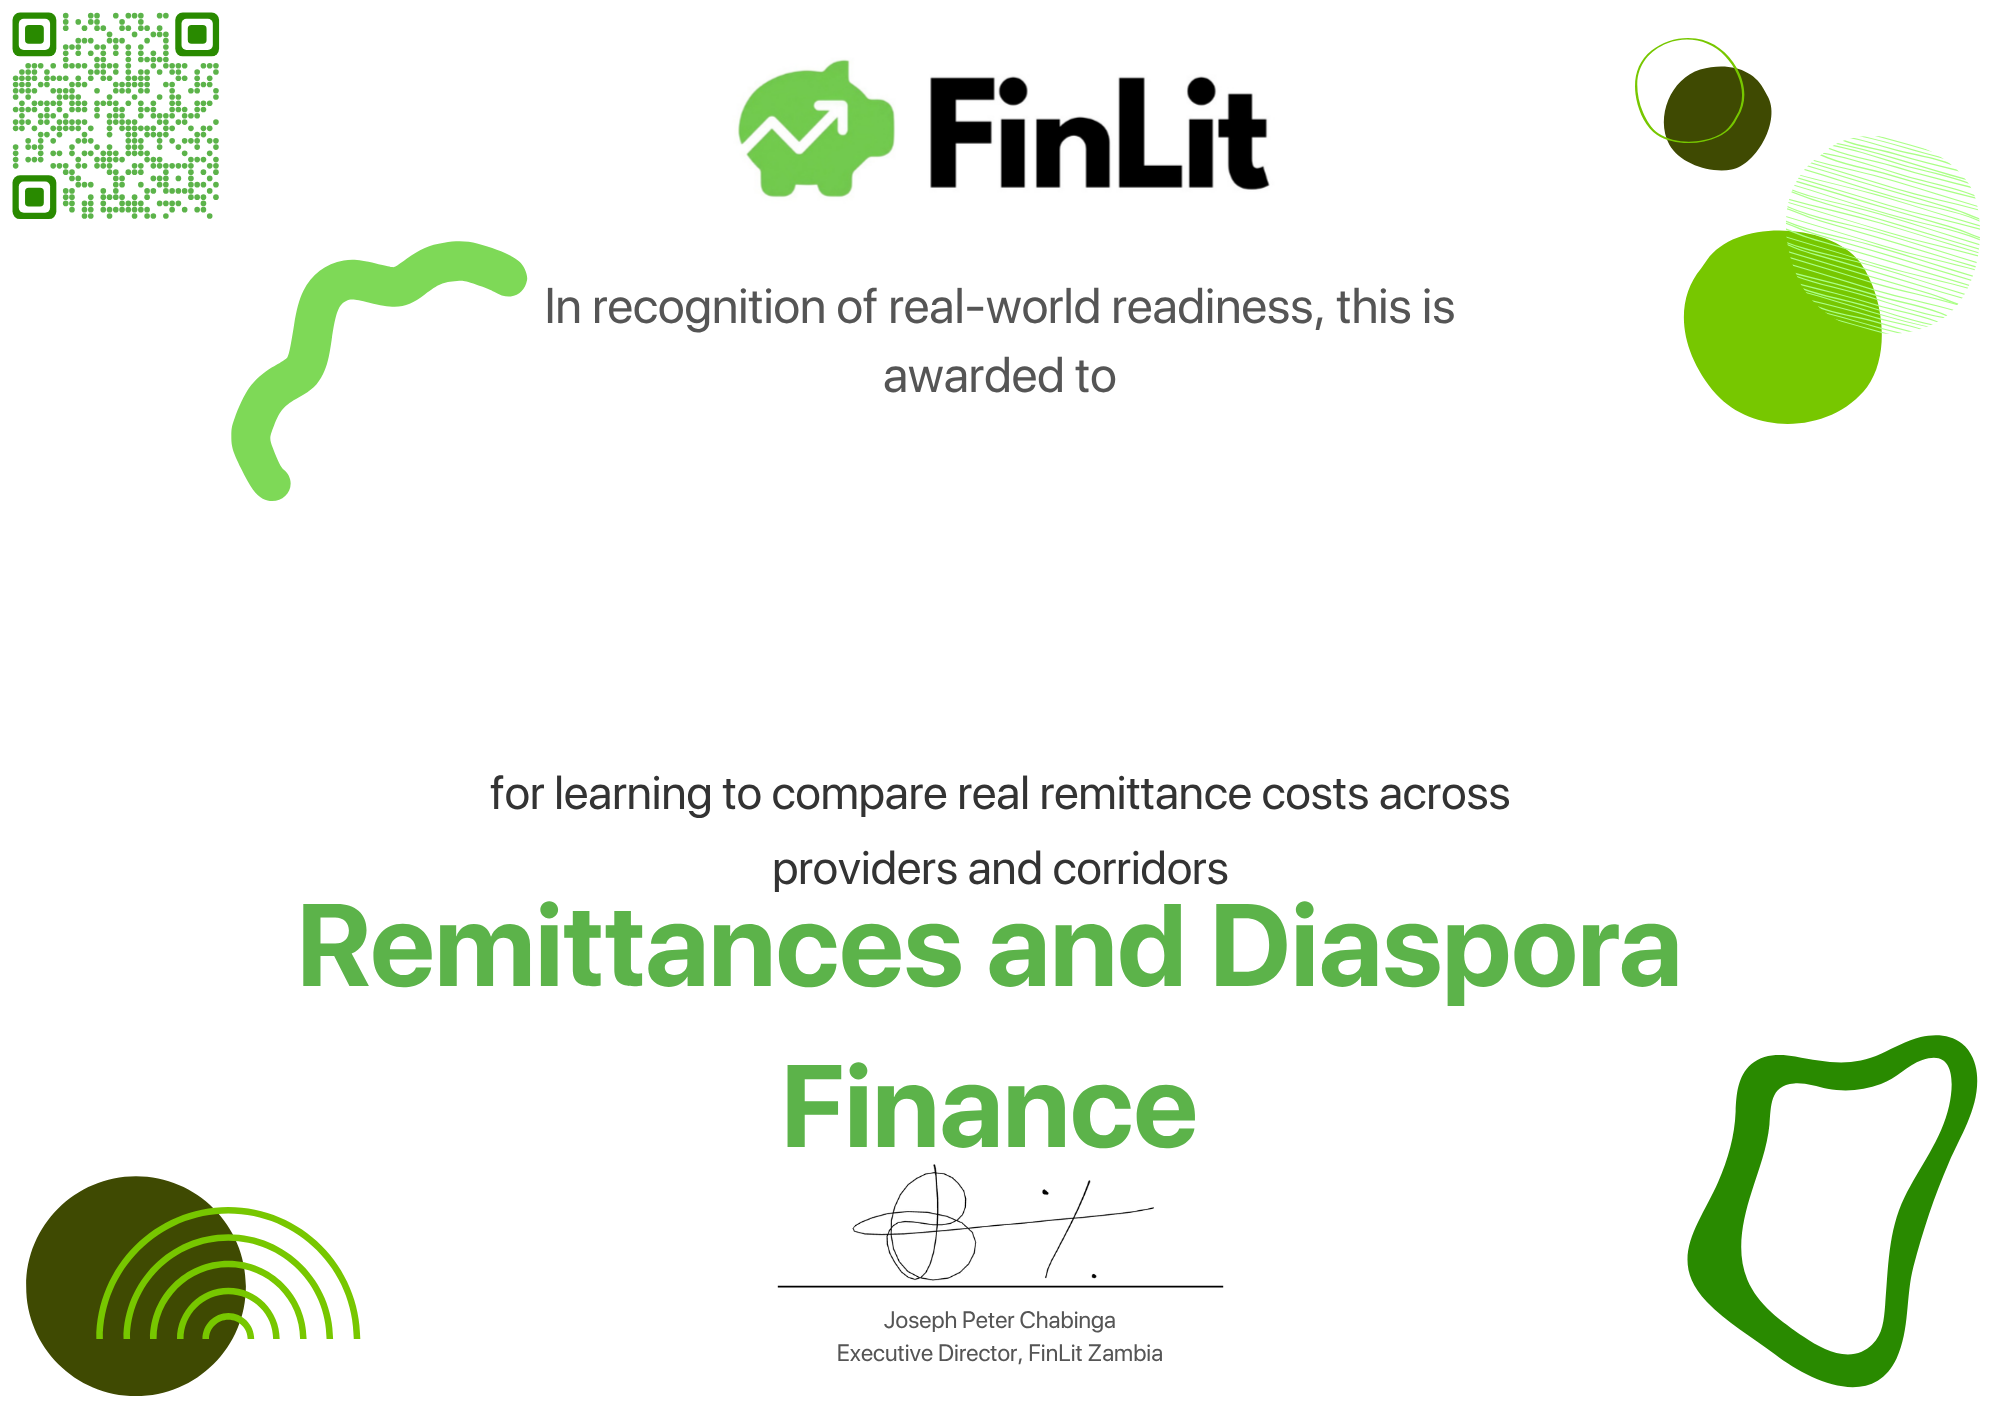 FinLit
In recognition of real-world readiness, this is
awarded to
for learning to compare real remittance costs across
providers and corridors
Remittances and Diaspora
Finance
Joseph Peter Chabinga
Executive Director, FinLit Zambia